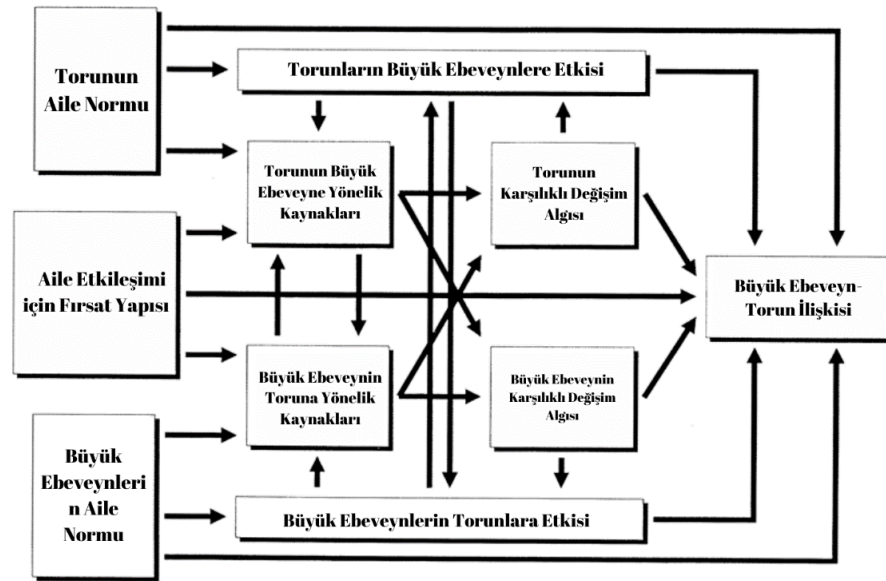 Torunun
Aile Normu
Torunların Büyük Ebeveynlere Etkisi
Torunun Büyük
Ebeveyne Yönelik
Kaynakları
Torunun
Karşılıklı Değişim
Algısı
Aile Etkileşimi
için Fırsat Yapısı
Büyük Ebeveyn-
Torun İlişkisi
Büyük Ebeveynin
Toruna Yönelik
Kaynakları
Büyük Ebeveynin
Karşılıklı Değişim
Algısı
Büyük
Ebeveynleri
n Aile
Normu
Büyük Ebeveynlerin Torunlara Etkisi